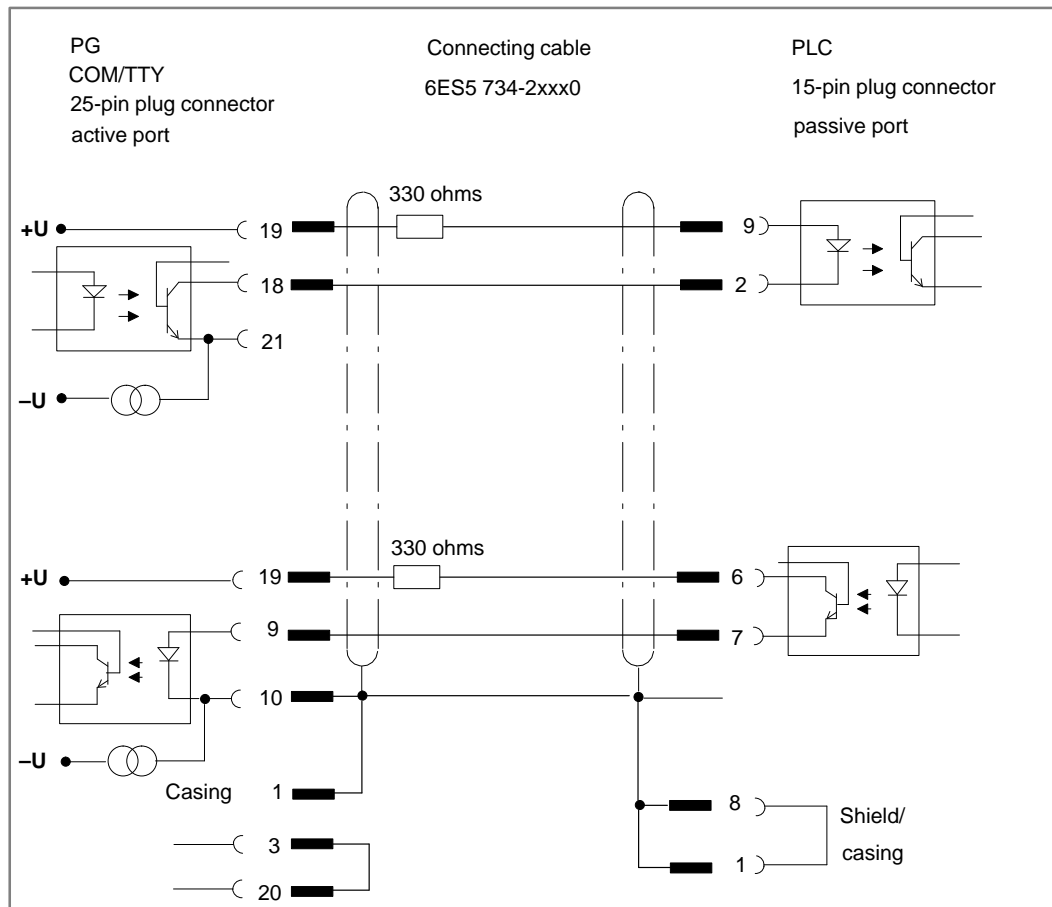 PG
COM/TTY
25-pin plug connector
active port
Connecting cable
6ES5 734-2xxx0
PLC
15-pin plug connector
passive port
330 ohms
+U
19
9
18
2
21
–U
330 ohms
+U
19
6
9
7
10
–U
Casing
1
8
Shield/
casing
3
1
20